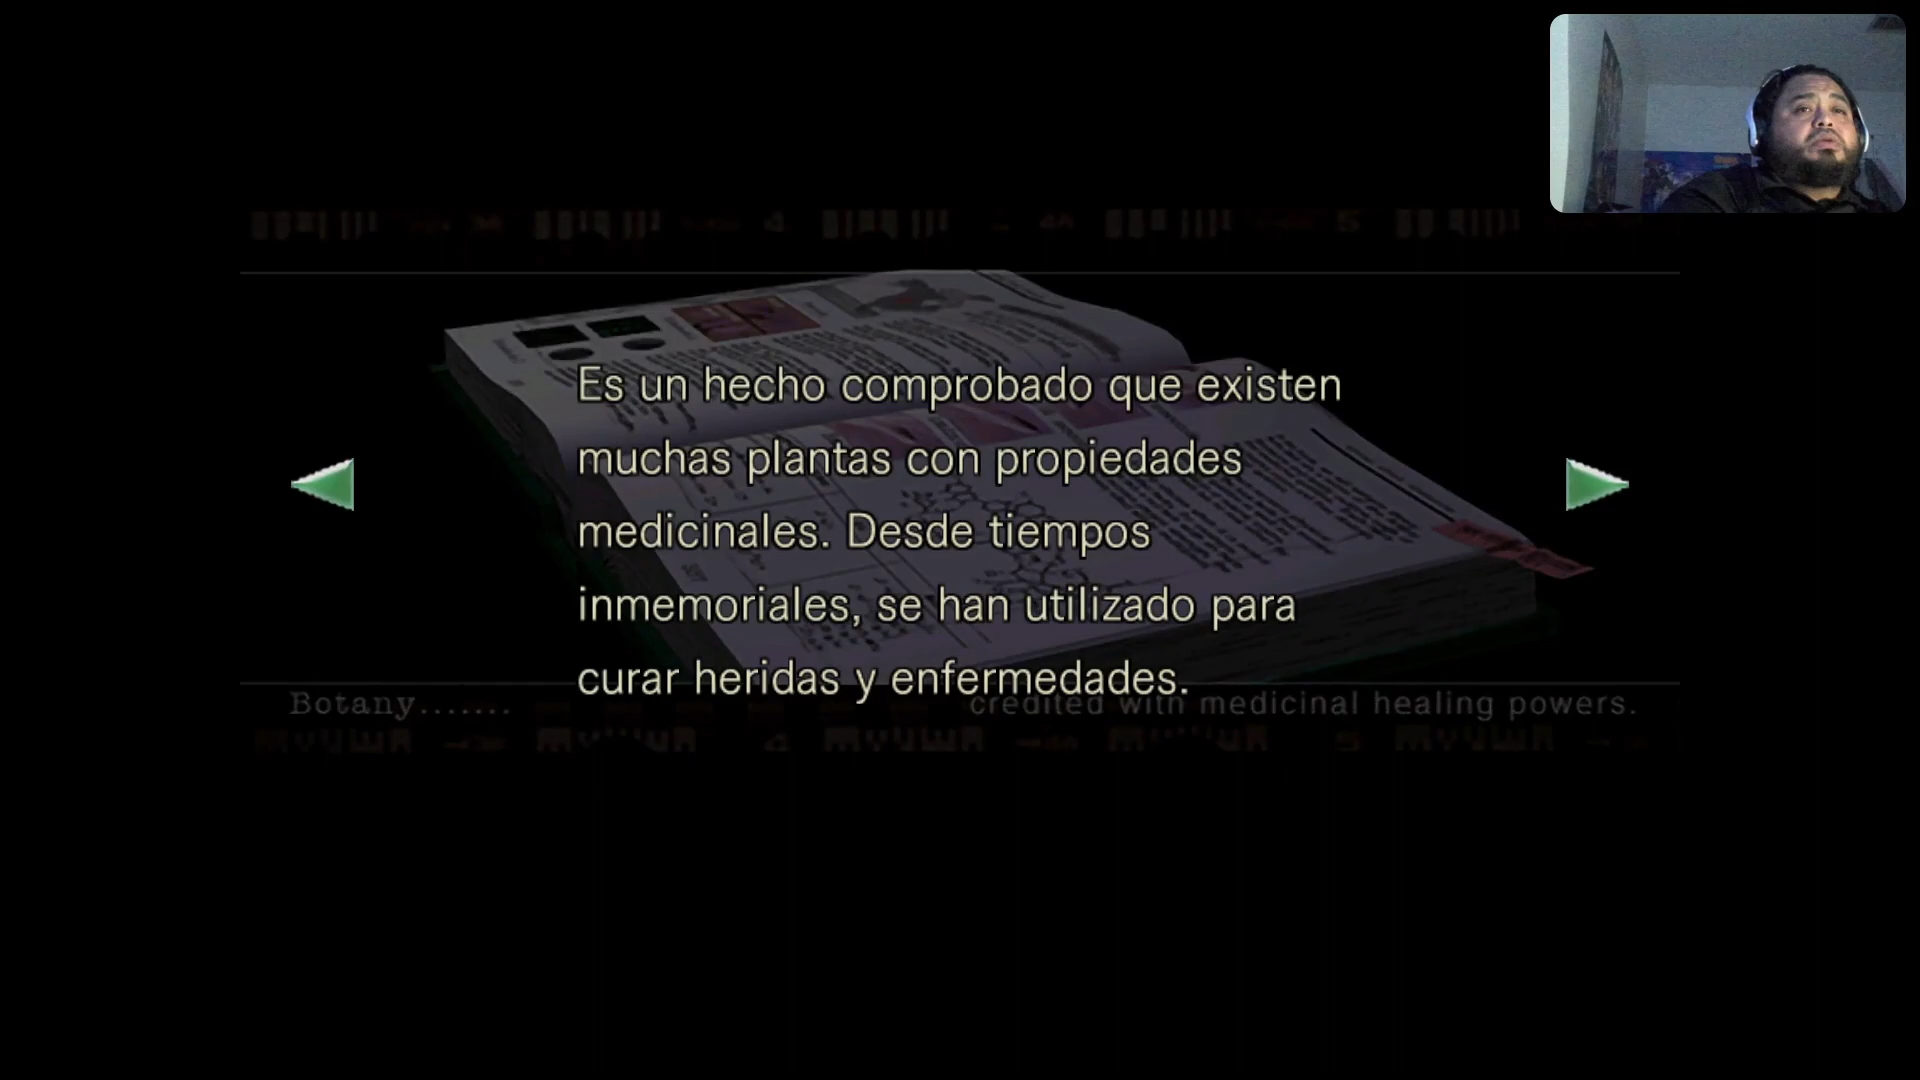 Es un hecho comprobado que existen
muchas plantas con propiedades
medicinales. Desde tiempos
inmemoriales, se han utilizado para
curar heridas y enfermedades.
Botany.......
credited with medicinal healing powers.